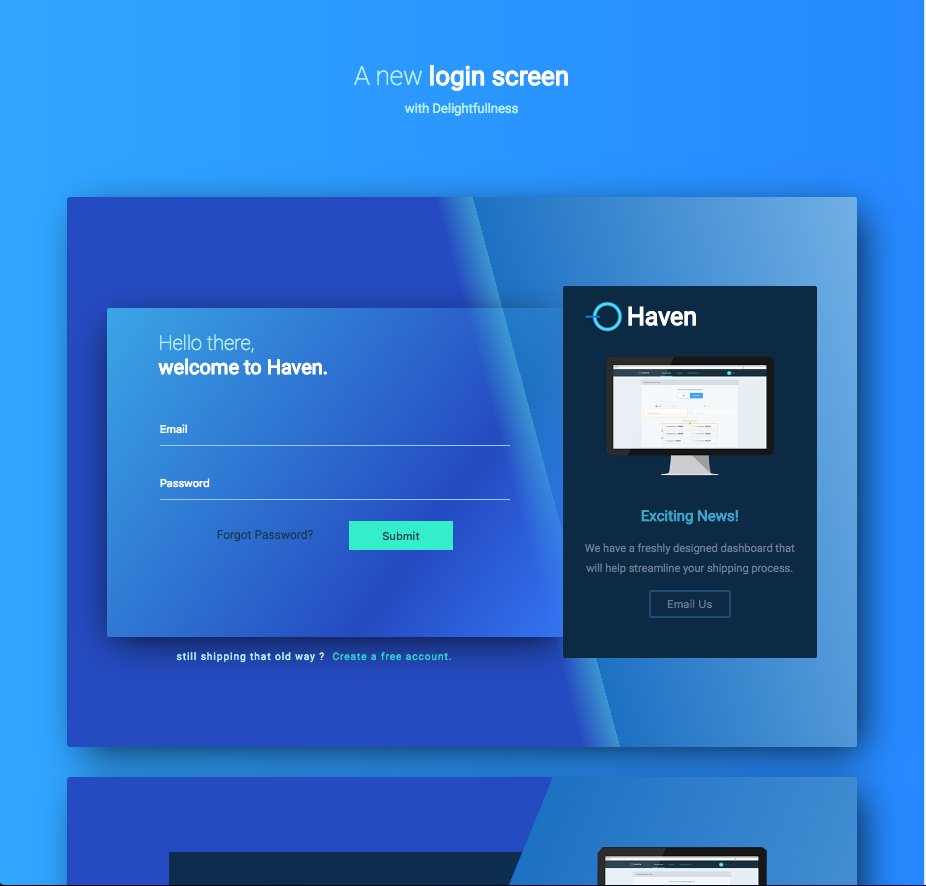 A new login screen
with Delightfullness
Hello there,
welcome to Haven.
Email
Password
Forgot Password?
Submit
still shipping that old way ? Create a free account.
Haven
Exciting News!
We have a freshly designed dashboard that
will help streamline your shipping process.
Email Us